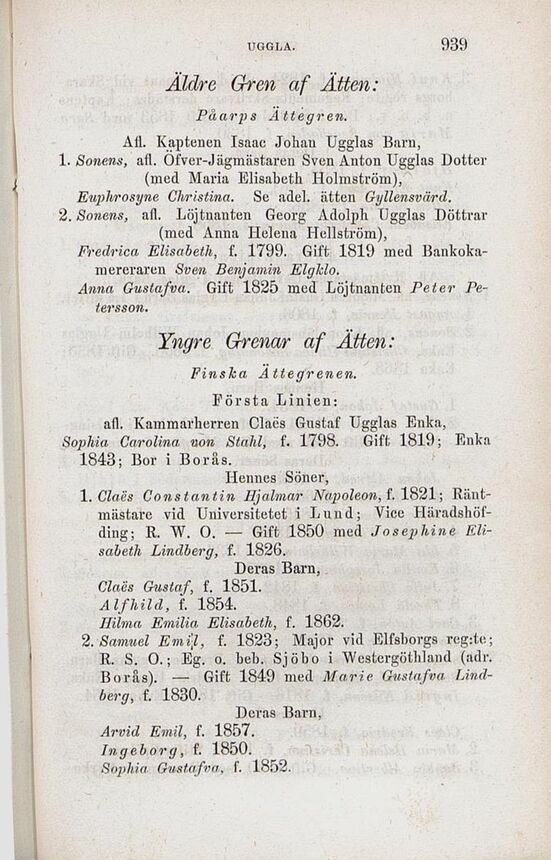 UGGLA. 939
Äldre Gren af Ätten:
Påarps Ättegren.
Afl. Kaptenen Isaac Johan Ugglas Barn,
1. Sonens, afl. Öfver-Jägmästaren Sven Anton Ugglas Dotter
(med Maria Elisabeth Holmström),
Euphrosyne Christina. Se adel. ätten Gyllensvärd.
2. Sonens, afl. Löjtnanten Georg Adolph Ugglas Döttrar
(med Anna Helena Hellström),
Fredrica Elisabeth, f. 1799. Gift 1819 med Bankoka-
mereraren Sven Benjamin Elgklo.
Anna Gustafva. Gift 1825 med Löjtnanten Peter Pe-
tersson.
Yngre Grenar af Ätten:
Finska Ättegrenen.
Första Linien:
afl. Kammarherren Claës Gustaf Ugglas Enka,
Sophia Carolina von Stahl, f. 1798. Gift 1819; Enka
1843; Bor i Borås.
Hennes Söner,
1. Claës Constantin Hjalmar Napoleon, f. 1821; Ränt-
mästare vid Universitetet i Lund; Vice Häradshöf-
ding; R. W. O. — Gift 1850 med Josephine Eli-
sabeth Lindberg, f. 1826.
Deras Barn,
Claës Gustaf, f. 1851.
Alfhild, f. 1854.
Hilma Emilia Elisabeth, f. 1862.
2. Samuel Emil, f. 1823; Major vid Elfsborgs reg:te;
R. S. O.; Eg. o. beb. Sjöbo i Westergöthland (adr.
Borås). — Gift 1849 med Marie Gustafva Lind-
berg, f. 1830.
Deras Barn,
Arvid Emil, f. 1857.
Ingeborg, f. 1850.
Sophia Gustafva, f. 1852.